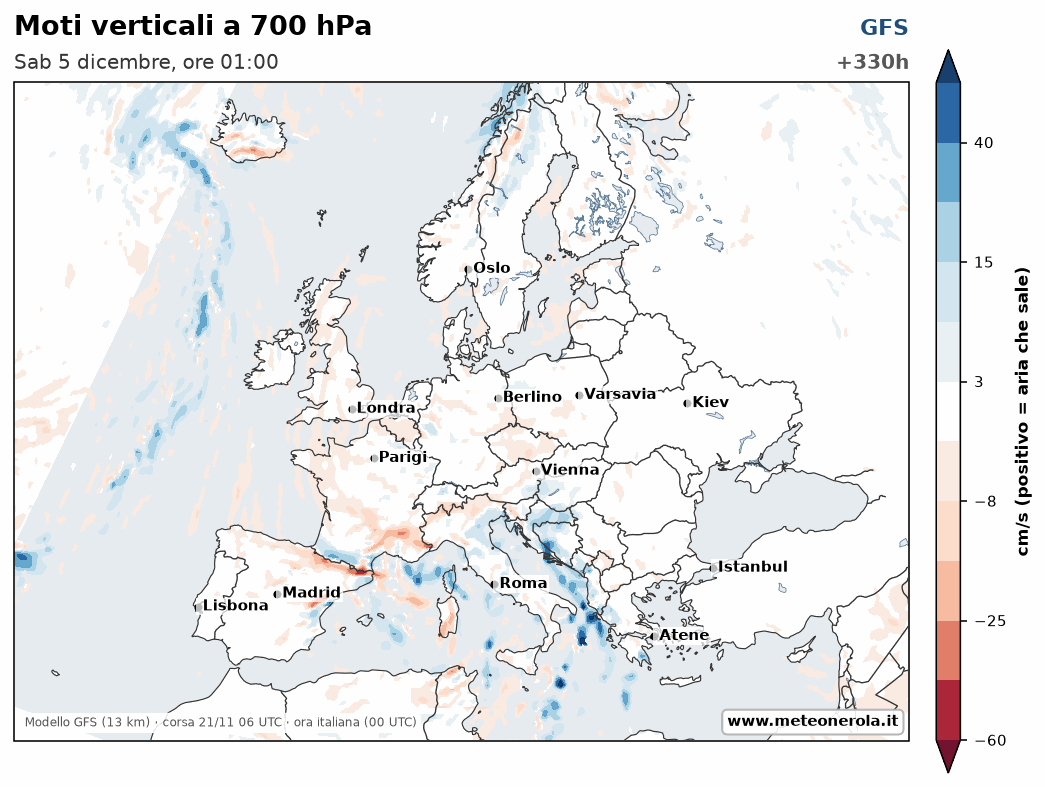 Moti verticali a 700 hPa
GFS
Sab 5 dicembre, ore 01:00
+330h
40
15
3
−8
−25
−60
cm/s (positivo = aria che sale)
Oslo
Londra
Berlino
Varsavia
Kiev
Parigi
Vienna
Istanbul
Roma
Madrid
Lisbona
Atene
Modello GFS (13 km) · corsa 21/11 06 UTC · ora italiana (00 UTC)
www.meteonerola.it